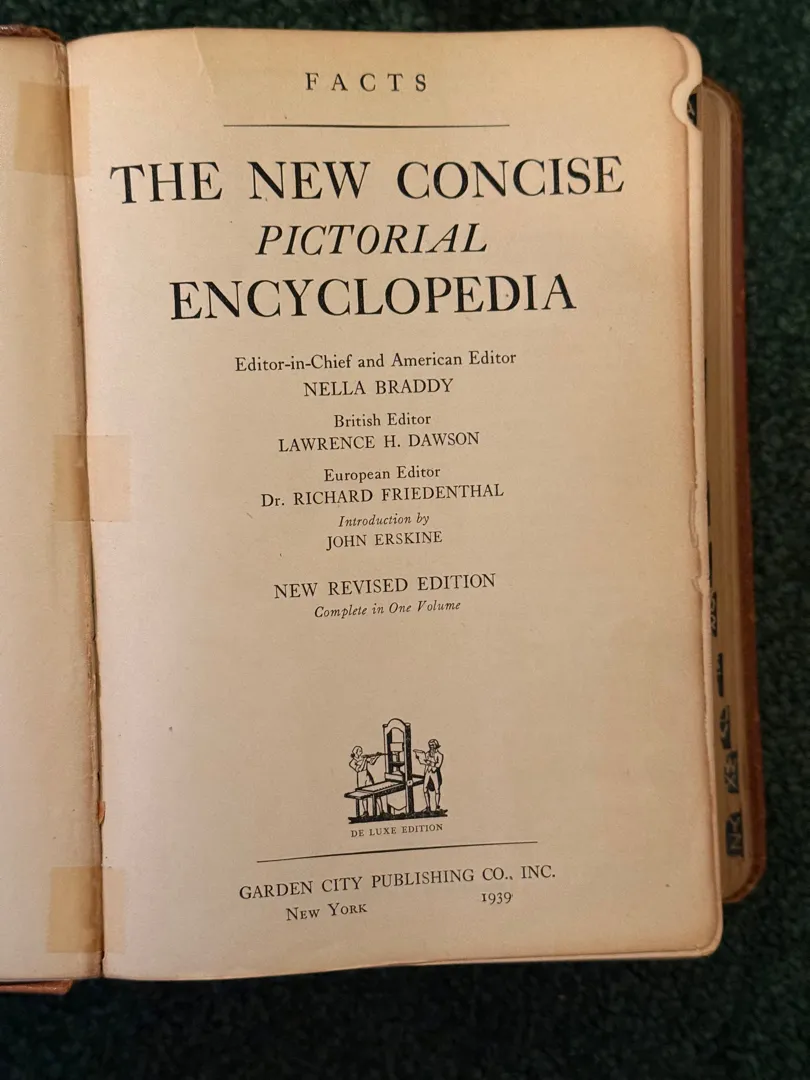 FACTS
THE NEW CONCISE
PICTORIAL
ENCYCLOPEDIA
Editor-in-Chief and American Editor
NELLA BRADDY
British Editor
LAWRENCE H. DAWSON
European Editor
Dr. RICHARD FRIEDENTHAL
Introduction by
JOHN ERSKINE
NEW REVISED EDITION
Complete in One Volume
DE LUXE EDITION
GARDEN CITY PUBLISHING CO., INC.
NEW YORK 1939